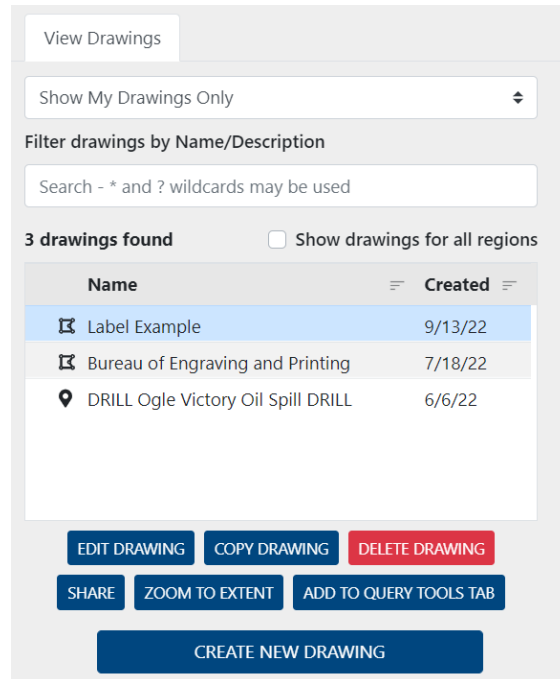 View Drawings
Show My Drawings Only
Filter drawings by Name/Description
Search - * and ? wildcards may be used
3 drawings found Show drawings for all regions
Name Created
Label Example 9/13/22
Bureau of Engraving and Printing 7/18/22
DRILL Ogle Victory Oil Spill DRILL 6/6/22
EDIT DRAWING COPY DRAWING DELETE DRAWING
SHARE ZOOM TO EXTENT ADD TO QUERY TOOLS TAB
CREATE NEW DRAWING